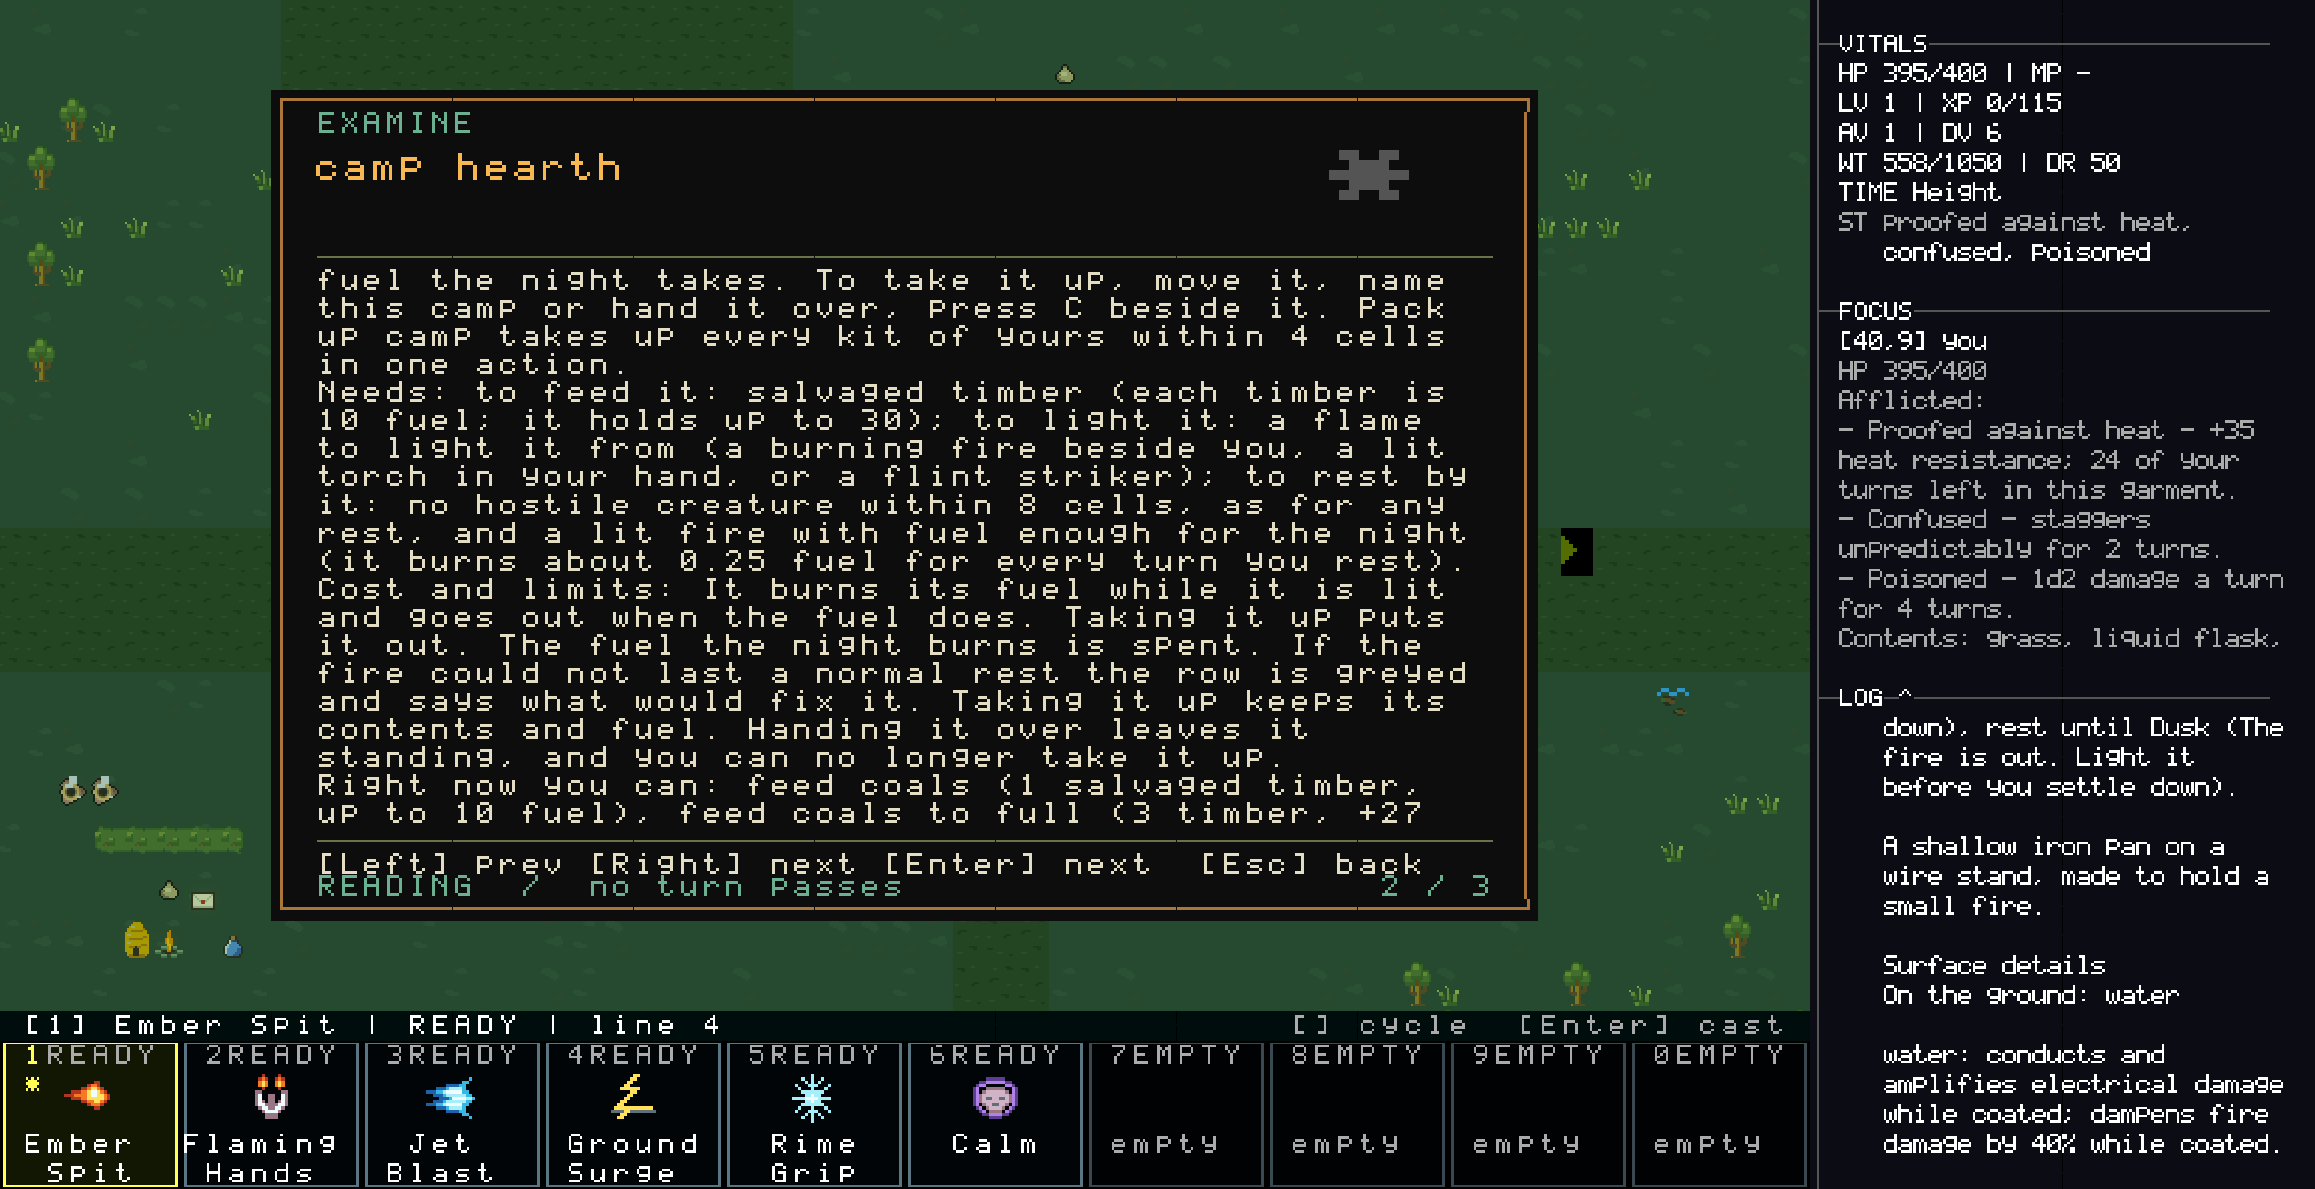 EXAMINE
camp hearth
fuel the night takes. To take it up, move it, name
this camp or hand it over, Press C beside it. Pack
up camp takes up every kit of yours within 4 cells
in one action.
Needs: to feed it: salvaged timber (each timber is
10 fuel; it holds up to 30); to light it: a flame
to light it from (a burning fire beside you, a lit
torch in your hand, or a flint striker); to rest by
it: no hostile creature within 8 cells, as for any
rest, and a lit fire with fuel enough for the night
(it burns about 0.25 fuel for every turn you rest).
Cost and limits: It burns its fuel while it is lit
and goes out when the fuel does. Taking it up puts
it out. The fuel the night burns is spent. If the
fire could not last a normal rest the row is greyed
and says what would fix it. Taking it up keeps its
contents and fuel. Handing it over leaves it
standing, and you can no longer take it up.
Right now you can: feed coals (1 salvaged timber,
up to 10 fuel), feed coals to full (3 timber, +27
[Left] prev [Right] next [Enter] next [Esc] back
READING / no turn passes 2 / 3
[1] Ember Spit | READY | line 4 [] cycle [Enter] cast
1READY 2READY 3READY 4READY 5READY 6READY 7EMPTY 8EMPTY 9EMPTY 0EMPTY
*
Ember Flaming Jet Ground Rime Calm empty empty empty empty
Spit Hands Blast Surge Grip
VITALS
HP 395/400 | MP -
LV 1 | XP 0/115
AV 1 | DV 6
WT 558/1050 | DR 50
TIME Height
ST Proofed against heat,
confused, Poisoned
FOCUS
[40,9] you
HP 395/400
Afflicted:
- Proofed against heat - +35
heat resistance; 24 of your
turns left in this garment.
- Confused - staggers
unpredictably for 2 turns.
- Poisoned - 1d2 damage a turn
for 4 turns.
Contents: grass, liquid flask,
LOG ^
down), rest until Dusk (The
fire is out. Light it
before you settle down).
A shallow iron pan on a
wire stand, made to hold a
small fire.
Surface details
On the ground: water
water: conducts and
amplifies electrical damage
while coated; dampens fire
damage by 40% while coated.